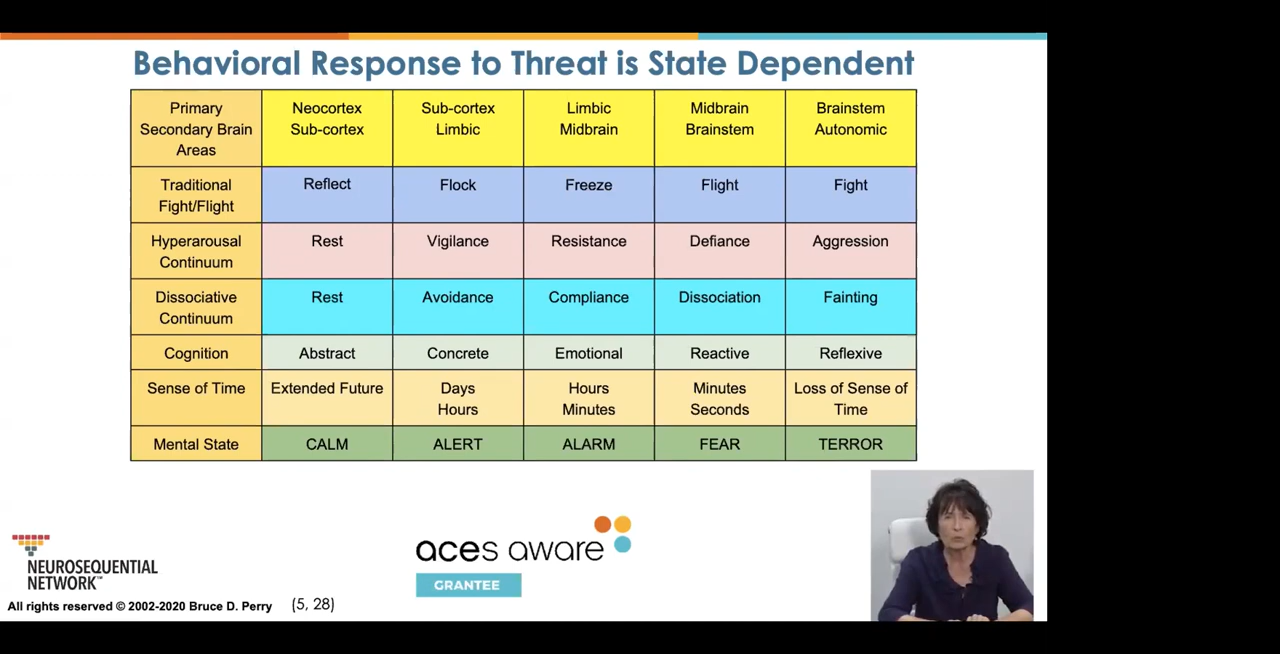 Behavioral Response to Threat is State Dependent
Primary
Secondary Brain
Areas
Neocortex
Sub-cortex
Sub-cortex
Limbic
Limbic
Midbrain
Midbrain
Brainstem
Brainstem
Autonomic
Traditional
Fight/Flight
Reflect
Flock
Freeze
Flight
Fight
Hyperarousal
Continuum
Rest
Vigilance
Resistance
Defiance
Aggression
Dissociative
Continuum
Rest
Avoidance
Compliance
Dissociation
Fainting
Cognition
Abstract
Concrete
Emotional
Reactive
Reflexive
Sense of Time
Extended Future
Days
Hours
Hours
Minutes
Minutes
Seconds
Loss of Sense of
Time
Mental State
CALM
ALERT
ALARM
FEAR
TERROR
NEUROSEQUENTIAL
NETWORK™
aces aware
GRANTEE
All rights reserved © 2002-2020 Bruce D. Perry
(5, 28)